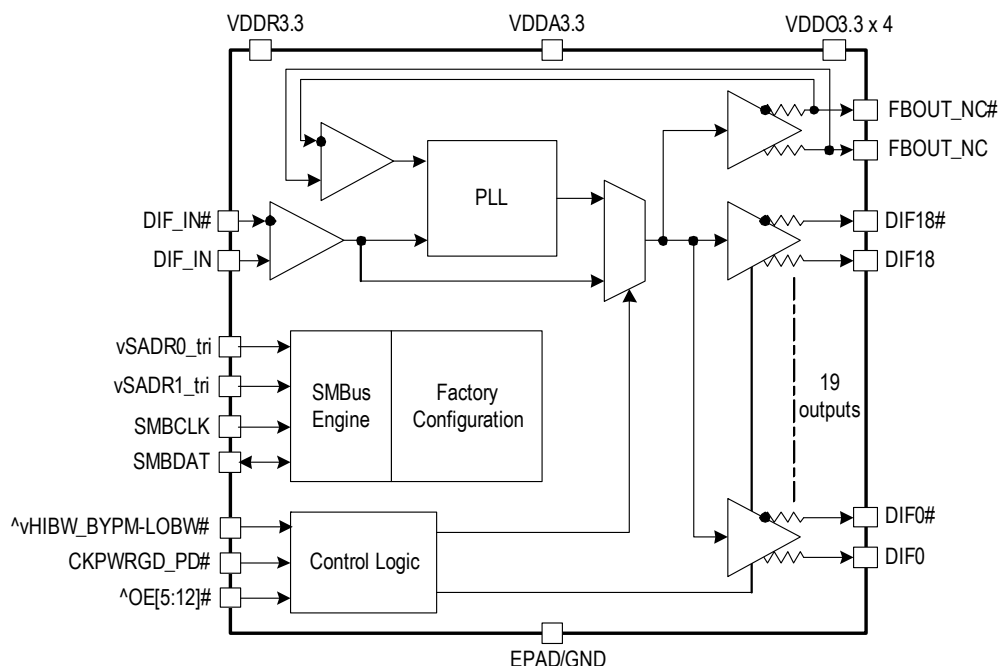 VDDR3.3
VDDA3.3
VDDO3.3 x 4
FBOUT_NC#
FBOUT_NC
PLL
DIF_IN#
DIF_IN
DIF18#
DIF18
vSADR0_tri
vSADR1_tri
SMBCLK
SMBDAT
SMBus
Engine
Factory
Configuration
19
outputs
^vHIBW_BYPM-LOBW#
CKPWRGD_PD#
^OE[5:12]#
Control Logic
DIF0#
DIF0
EPAD/GND